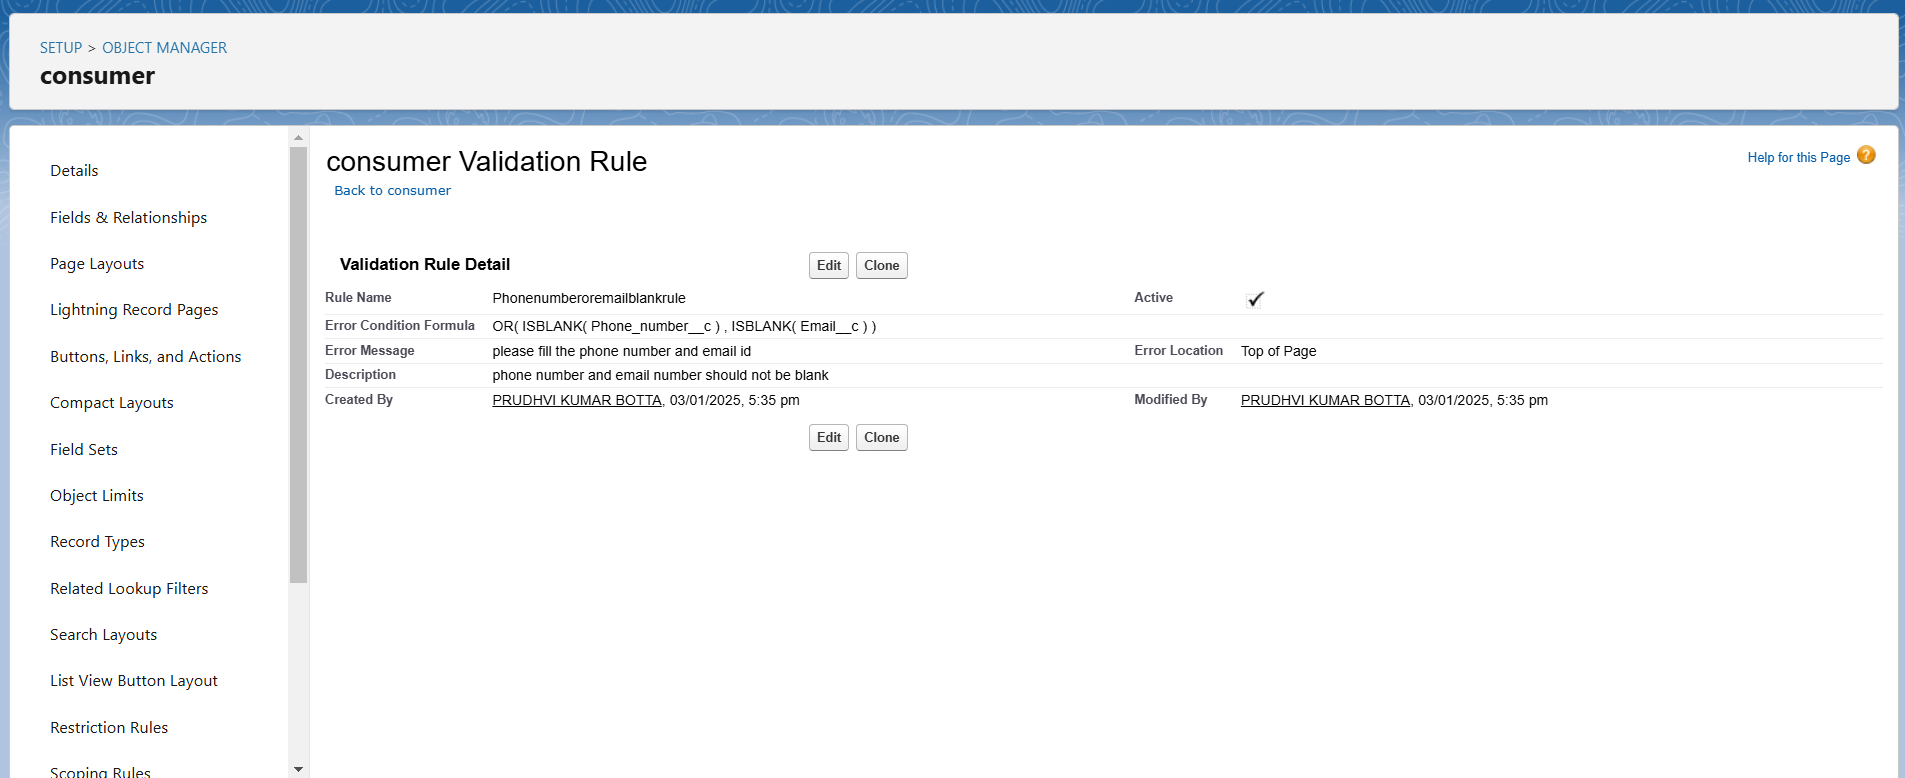 SETUP > OBJECT MANAGER
consumer
Details
Fields & Relationships
Page Layouts
Lightning Record Pages
Buttons, Links, and Actions
Compact Layouts
Field Sets
Object Limits
Record Types
Related Lookup Filters
Search Layouts
List View Button Layout
Restriction Rules
Scoping Rules
consumer Validation Rule
Help for this Page ?
Back to consumer
Validation Rule Detail
Edit Clone
Rule Name Phonenumberoremailblankrule Active
Error Condition Formula OR( ISBLANK( Phone_number__c ) , ISBLANK( Email__c ) )
Error Message please fill the phone number and email id Error Location Top of Page
Description phone number and email number should not be blank
Created By PRUDHVI KUMAR BOTTA, 03/01/2025, 5:35 pm Modified By PRUDHVI KUMAR BOTTA, 03/01/2025, 5:35 pm
Edit Clone